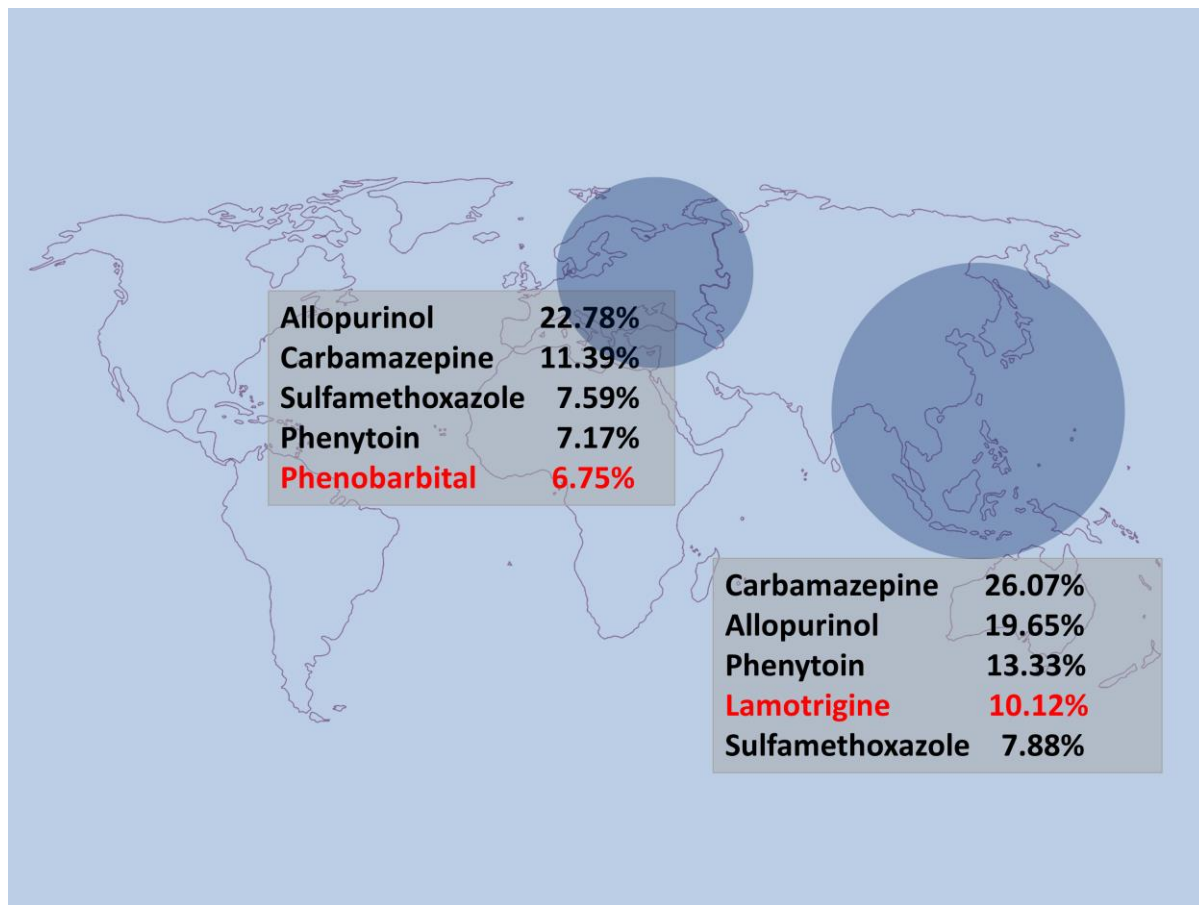 Allopurinol 22.78%
Carbamazepine 11.39%
Sulfamethoxazole 7.59%
Phenytoin 7.17%
Phenobarbital 6.75%
Carbamazepine 26.07%
Allopurinol 19.65%
Phenytoin 13.33%
Lamotrigine 10.12%
Sulfamethoxazole 7.88%